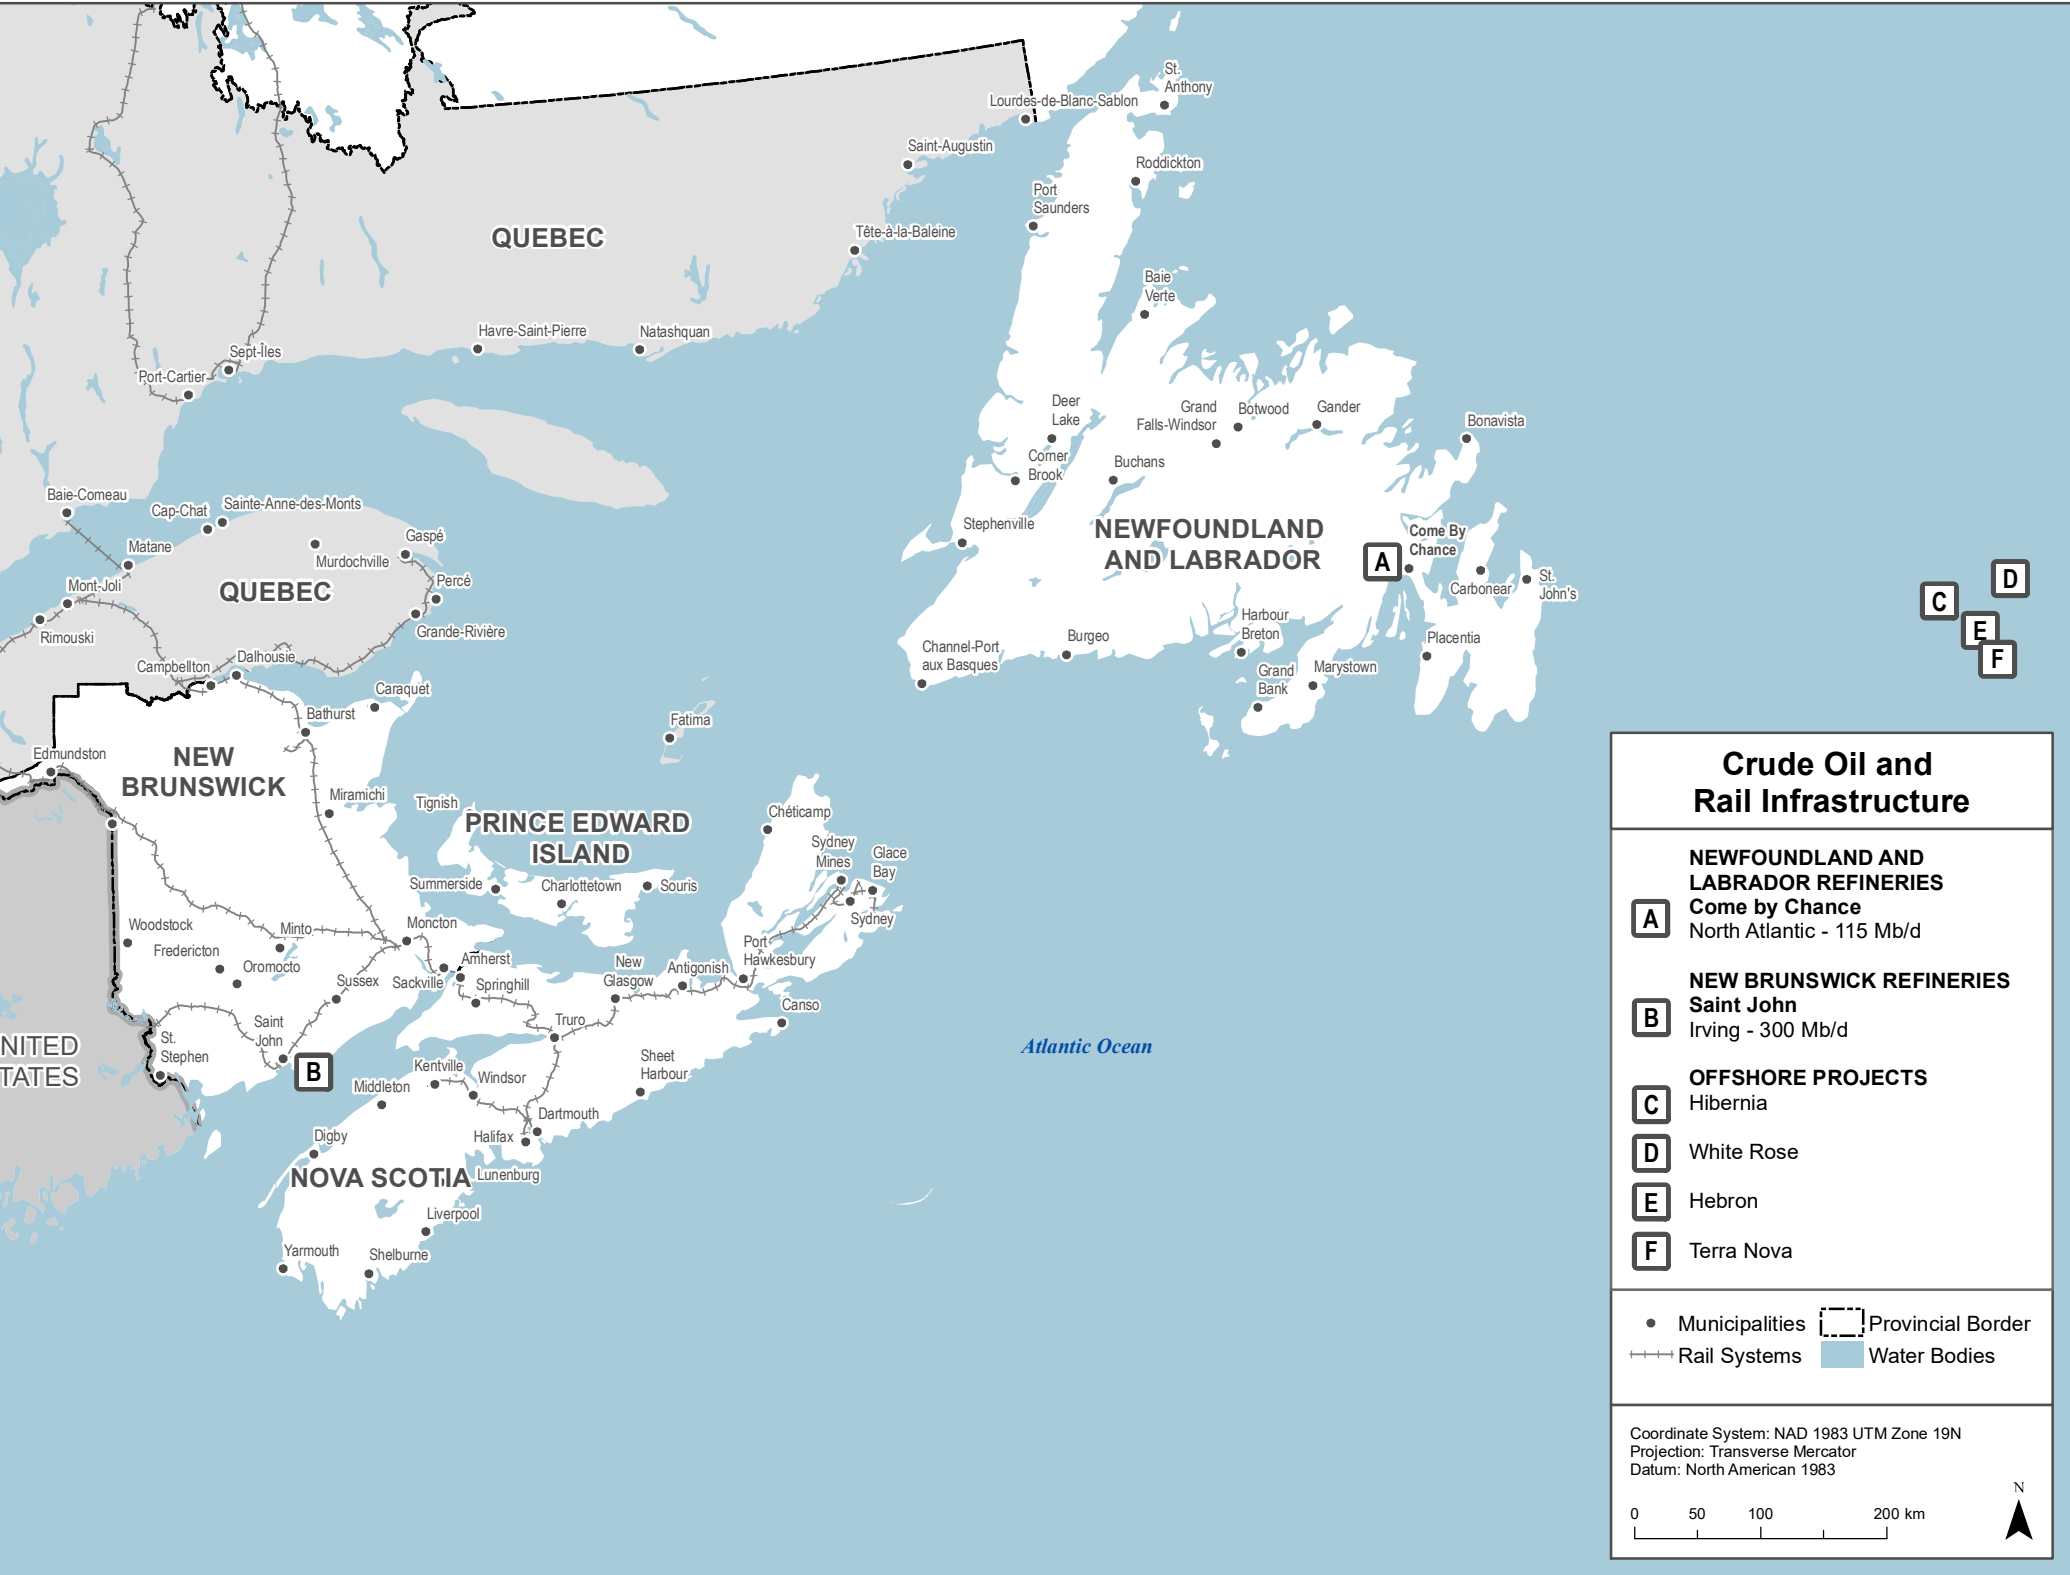 St.
Anthony
Lourdes-de-Blanc-Sablon
Saint-Augustin
Roddickton
Port
Saunders
QUEBEC
Tête-à-la-Baleine
Baie
Verte
Havre-Saint-Pierre
Natashquan
Sept-Îles
Port-Cartier
Deer
Lake
Grand
Falls-Windsor
Botwood
Gander
Bonavista
Corner
Brook
Buchans
Baie-Comeau
Cap-Chat
Sainte-Anne-des-Monts
Stephenville
NEWFOUNDLAND
AND LABRADOR
Come By
Chance
A
Matane
Murdochville
Gaspé
Mont-Joli
QUEBEC
Percé
Carbonear
St.
John's
C
D
E
F
Rimouski
Grande-Rivière
Harbour
Breton
Burgeo
Placentia
Channel-Port
aux Basques
Campbellton
Dalhousie
Grand
Bank
Marystown
Caraquet
Bathurst
Fatima
Edmundston
NEW
BRUNSWICK
Miramichi
Tignish
PRINCE EDWARD
ISLAND
Chéticamp
Sydney
Mines
Glace
Bay
Summerside
Charlottetown
Souris
Sydney
Woodstock
Minto
Moncton
Fredericton
Oromocto
Port
Hawkesbury
Amherst
New
Glasgow
Antigonish
Sussex
Sackville
Springhill
Canso
Saint
John
Truro
St.
Stephen
NITED
TATES
B
Kentville
Windsor
Middleton
Sheet
Harbour
Atlantic Ocean
Dartmouth
Halifax
Digby
NOVA SCOTIA
Lunenburg
Liverpool
Yarmouth
Shelburne
Crude Oil and
Rail Infrastructure
NEWFOUNDLAND AND
LABRADOR REFINERIES
A
Come by Chance
North Atlantic - 115 Mb/d
NEW BRUNSWICK REFINERIES
B
Saint John
Irving - 300 Mb/d
OFFSHORE PROJECTS
C Hibernia
D White Rose
E Hebron
F Terra Nova
Municipalities
Provincial Border
Rail Systems
Water Bodies
Coordinate System: NAD 1983 UTM Zone 19N
Projection: Transverse Mercator
Datum: North American 1983
N
0 50 100 200 km